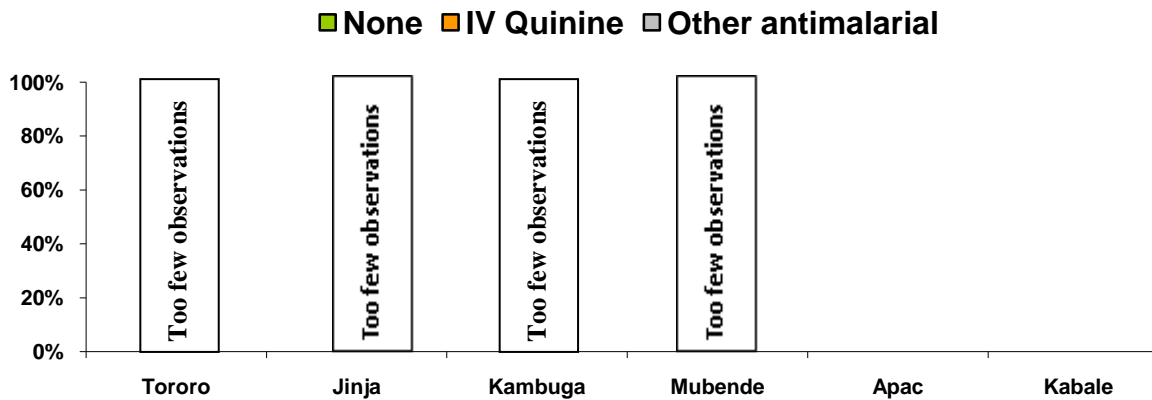 None IV Quinine Other antimalarial
100%
80%
60%
40%
20%
0%
Too few observations
Too few observations
Too few observations
Too few observations
Tororo Jinja Kambuga Mubende Apac Kabale